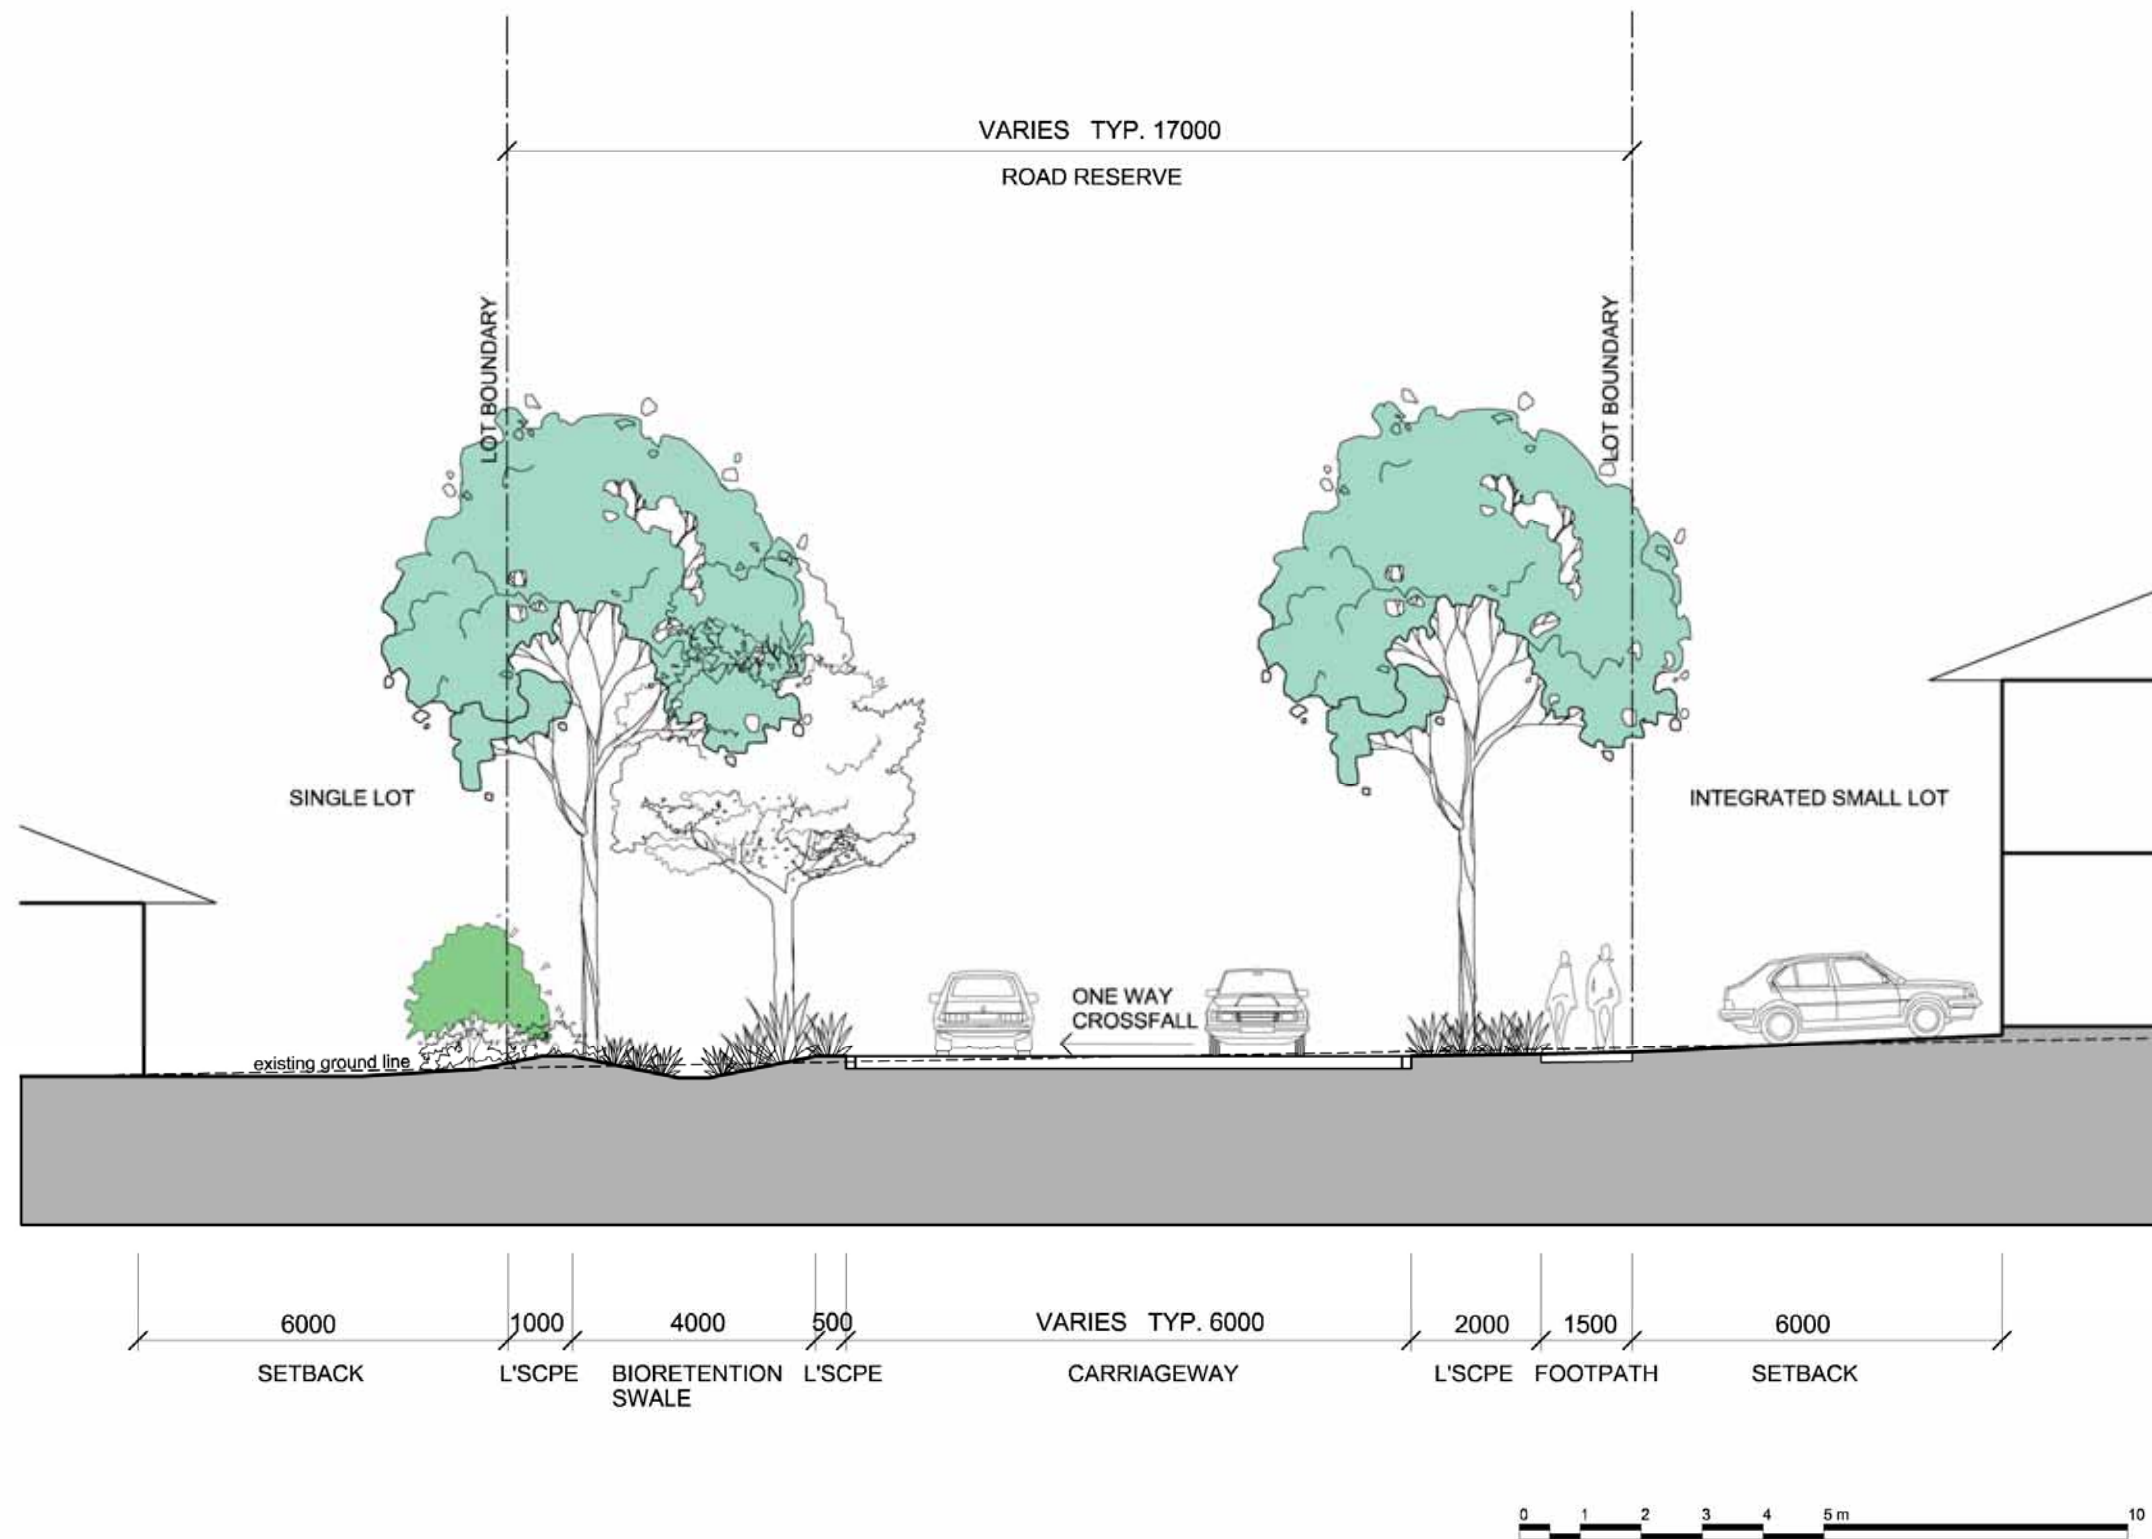 VARIES TYP. 17000
ROAD RESERVE
LOT BOUNDARY
LOT BOUNDARY
SINGLE LOT
INTEGRATED SMALL LOT
ONE WAY
CROSSFALL
existing ground line
6000
1000
4000
500
VARIES TYP. 6000
2000
1500
6000
SETBACK
L'SCPE
BIORETENTION
SWALE
L'SCPE
CARRIAGEWAY
L'SCPE
FOOTPATH
SETBACK
0 1 2 3 4 5 m 10